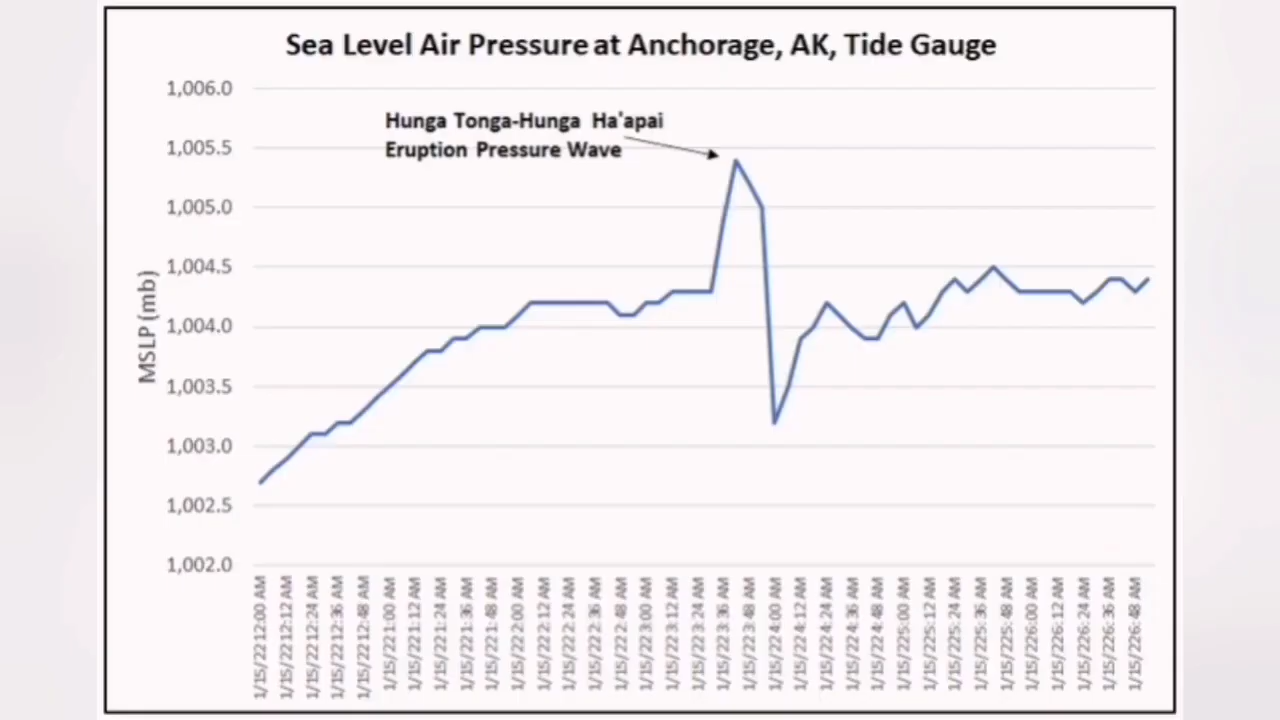 Sea Level Air Pressure at Anchorage, AK, Tide Gauge
1,006.0
Hunga Tonga-Hunga Ha'apai
Eruption Pressure Wave
1,005.5
1,005.0
1,004.5
1,004.0
1,003.5
1,003.0
1,002.5
1,002.0
MSLP (mb)
1/15/22 12:00 AM
1/15/22 12:12 AM
1/15/22 12:24 AM
1/15/22 12:36 AM
1/15/22 12:48 AM
1/15/22 1:00 AM
1/15/22 1:12 AM
1/15/22 1:24 AM
1/15/22 1:36 AM
1/15/22 1:48 AM
1/15/22 2:00 AM
1/15/22 2:12 AM
1/15/22 2:24 AM
1/15/22 2:36 AM
1/15/22 2:48 AM
1/15/22 3:00 AM
1/15/22 3:12 AM
1/15/22 3:24 AM
1/15/22 3:36 AM
1/15/22 3:48 AM
1/15/22 4:00 AM
1/15/22 4:12 AM
1/15/22 4:24 AM
1/15/22 4:36 AM
1/15/22 4:48 AM
1/15/22 5:00 AM
1/15/22 5:12 AM
1/15/22 5:24 AM
1/15/22 5:36 AM
1/15/22 5:48 AM
1/15/22 6:00 AM
1/15/22 6:12 AM
1/15/22 6:24 AM
1/15/22 6:36 AM
1/15/22 6:48 AM